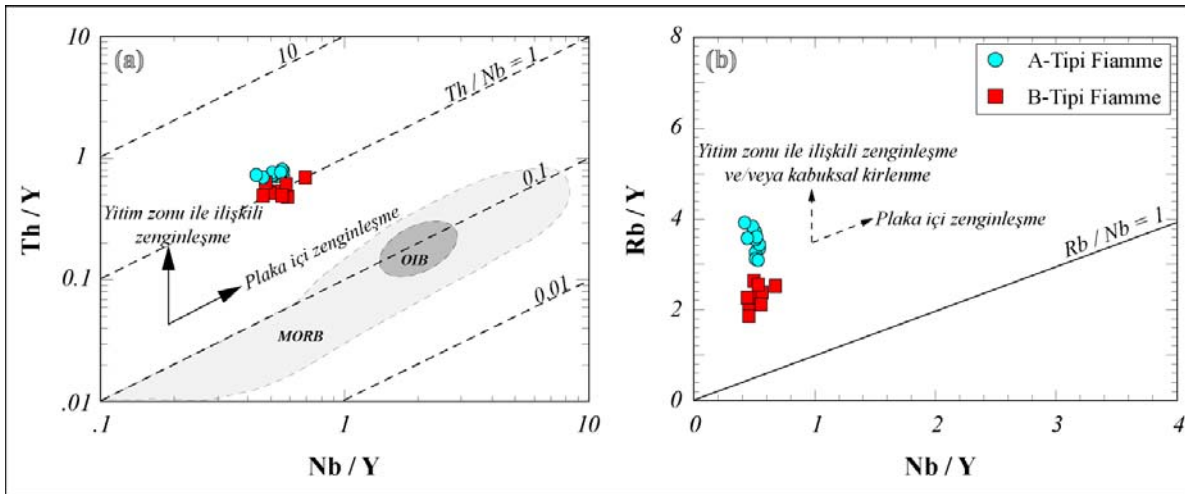 (a)
10
1
0.1
.01
.1
1
10
Th / Y
Nb / Y
10
Th / Nb = 1
0.1
0.01
Yitim zonu ile ilişkili
zenginleşme
Plaka içi zenginleşme
OIB
MORB
(b)
8
6
4
2
0
0
1
2
3
4
Rb / Y
Nb / Y
A-Tipi Fiamme
B-Tipi Fiamme
Yitim zonu ile ilişkili zenginleşme
ve/veya kabuksal kirlenme
Plaka içi zenginleşme
Rb / Nb = 1